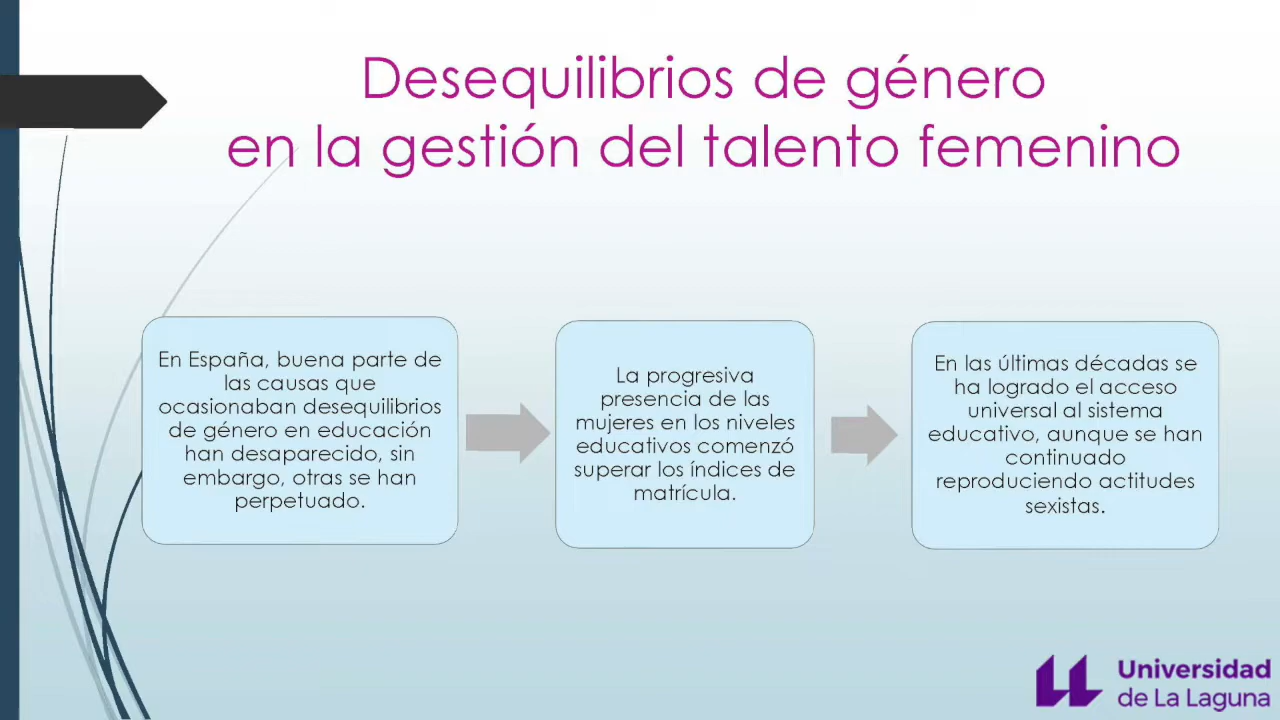 Desequilibrios de género
en la gestión del talento femenino
En España, buena parte de
las causas que
ocasionaban desequilibrios
de género en educación
han desaparecido, sin
embargo, otras se han
perpetuado.
La progresiva
presencia de las
mujeres en los niveles
educativos comenzó
superar los índices de
matrícula.
En las últimas décadas se
ha logrado el acceso
universal al sistema
educativo, aunque se han
continuado
reproduciendo actitudes
sexistas.
Universidad
de La Laguna